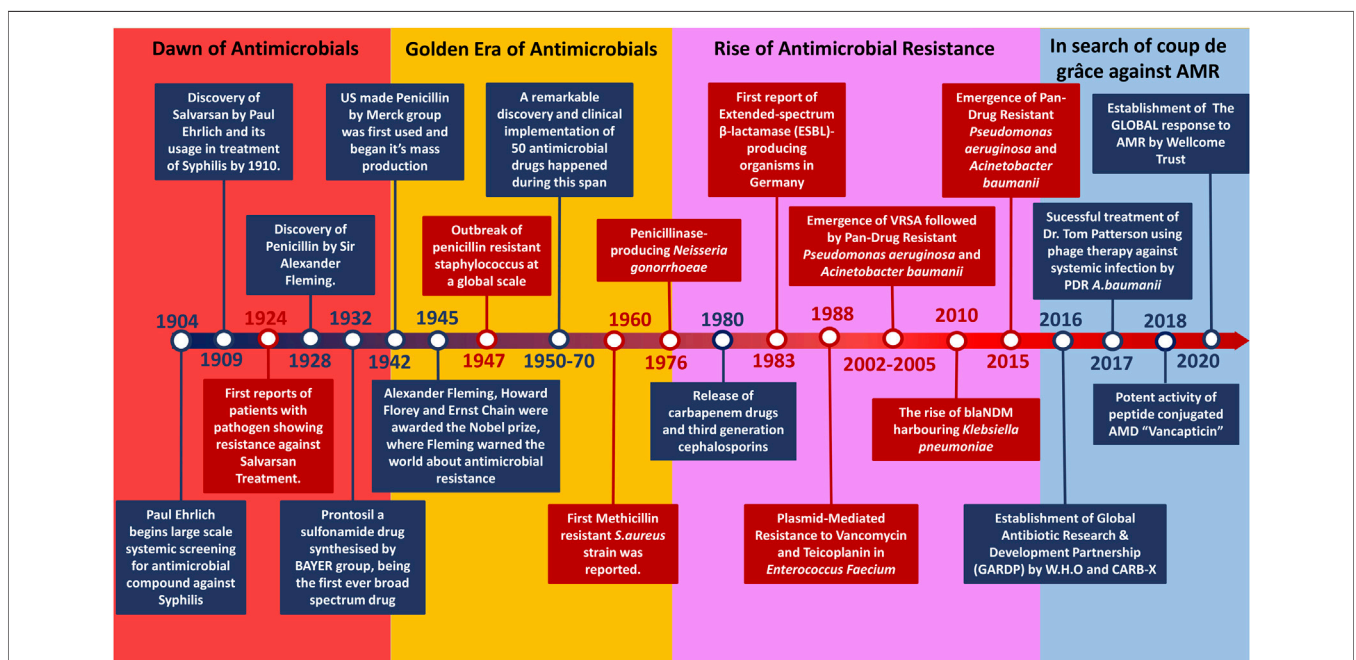 Dawn of Antimicrobials
Golden Era of Antimicrobials
Rise of Antimicrobial Resistance
In search of coup de
grâce against AMR
Discovery of
Salvarsan by Paul
Ehrlich and its
usage in treatment
of Syphilis by 1910.
US made Penicillin
by Merck group
was first used and
began it's mass
production
A remarkable
discovery and clinical
implementation of
50 antimicrobial
drugs happened
during this span
First report of
Extended-spectrum
β-lactamase (ESBL)-
producing
organisms in
Germany
Emergence of Pan-
Drug Resistant
Pseudomonas
aeruginosa and
Acinetobacter
baumanii
Establishment of The
GLOBAL response to
AMR by Wellcome
Trust
Discovery of
Penicillin by Sir
Alexander
Fleming.
Outbreak of
penicillin resistant
staphylococcus at
a global scale
Penicillinase-
producing Neisseria
gonorrhoeae
Emergence of VRSA followed
by Pan-Drug Resistant
Pseudomonas aeruginosa and
Acinetobacter baumanii
Sucessful treatment of
Dr. Tom Patterson using
phage therapy against
systemic infection by
PDR A.baumanii
1904
1909
1924
1928
1932
1942
1945
1947
1950-70
1960
1976
1980
1983
1988
2002-2005
2010
2015
2016
2017
2018
2020
First reports of
patients with
pathogen showing
resistance against
Salvarsan
Treatment.
Alexander Fleming, Howard
Florey and Ernst Chain were
awarded the Nobel prize,
where Fleming warned the
world about antimicrobial
resistance
Release of
carbapenem drugs
and third generation
cephalosporins
The rise of blaNDM
harbouring Klebsiella
pneumoniae
Potent activity of
peptide conjugated
AMD "Vancapticin"
Paul Ehrlich
begins large scale
systemic screening
for antimicrobial
compound against
Syphilis
Prontosil a
sulfonamide drug
synthesised by
BAYER group, being
the first ever broad
spectrum drug
First Methicillin
resistant S.aureus
strain was
reported.
Plasmid-Mediated
Resistance to Vancomycin
and Teicoplanin in
Enterococcus Faecium
Establishment of Global
Antibiotic Research &
Development Partnership
(GARDP) by W.H.O and CARB-X